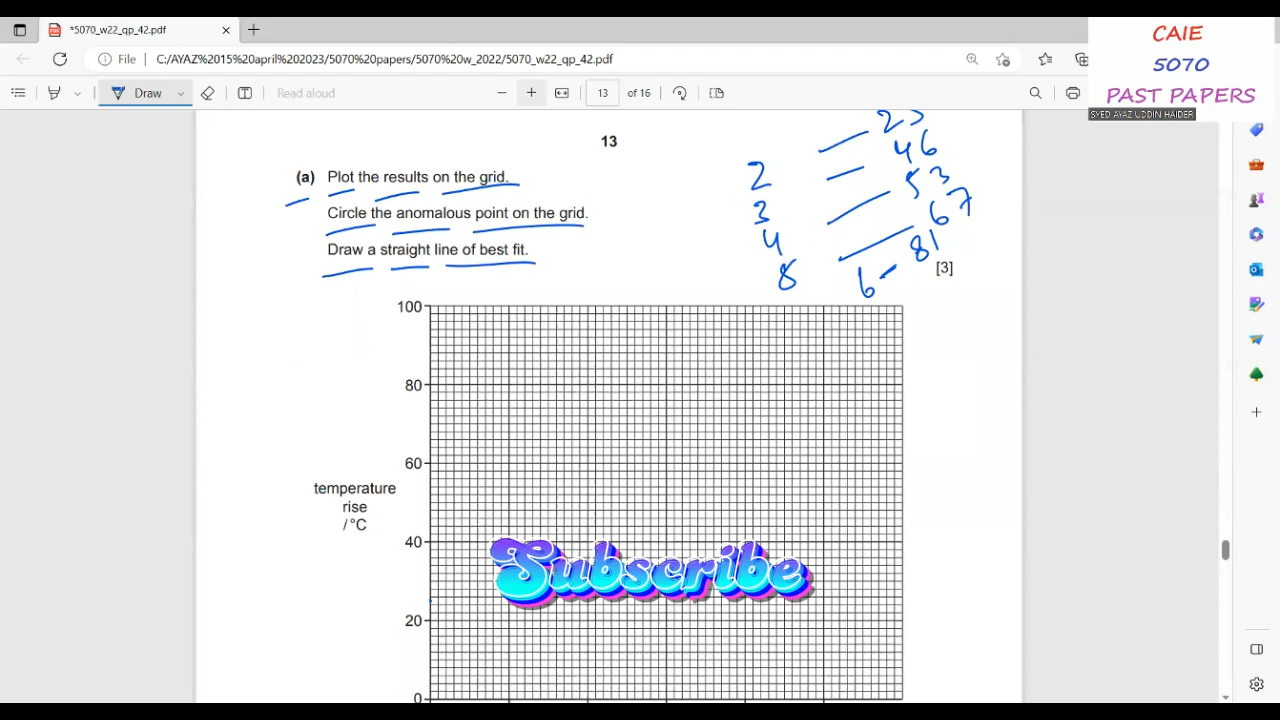 *5070_w22_qp_42.pdf
File C:/AYAZ%2015%20april%202023/5070%20papers/5070%20w_2022/5070_w22_qp_42.pdf
CAIE
5070
PAST PAPERS
SYED AYAZ UDDIN HAIDER
Draw
Read aloud
13 of 16
13
(a) Plot the results on the grid.
Circle the anomalous point on the grid.
Draw a straight line of best fit.
[3]
46
2
53
3
67
4
81
8
100
80
60
temperature
rise
/ °C
40
20
0
Subscribe